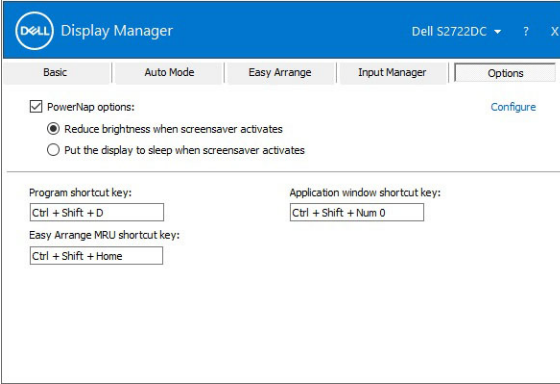 DELL Display Manager
Dell S2722DC ? X
Basic Auto Mode Easy Arrange Input Manager Options
PowerNap options: Configure
Reduce brightness when screensaver activates
Put the display to sleep when screensaver activates
Program shortcut key: Application window shortcut key:
Ctrl + Shift + D Ctrl + Shift + Num 0
Easy Arrange MRU shortcut key:
Ctrl + Shift + Home